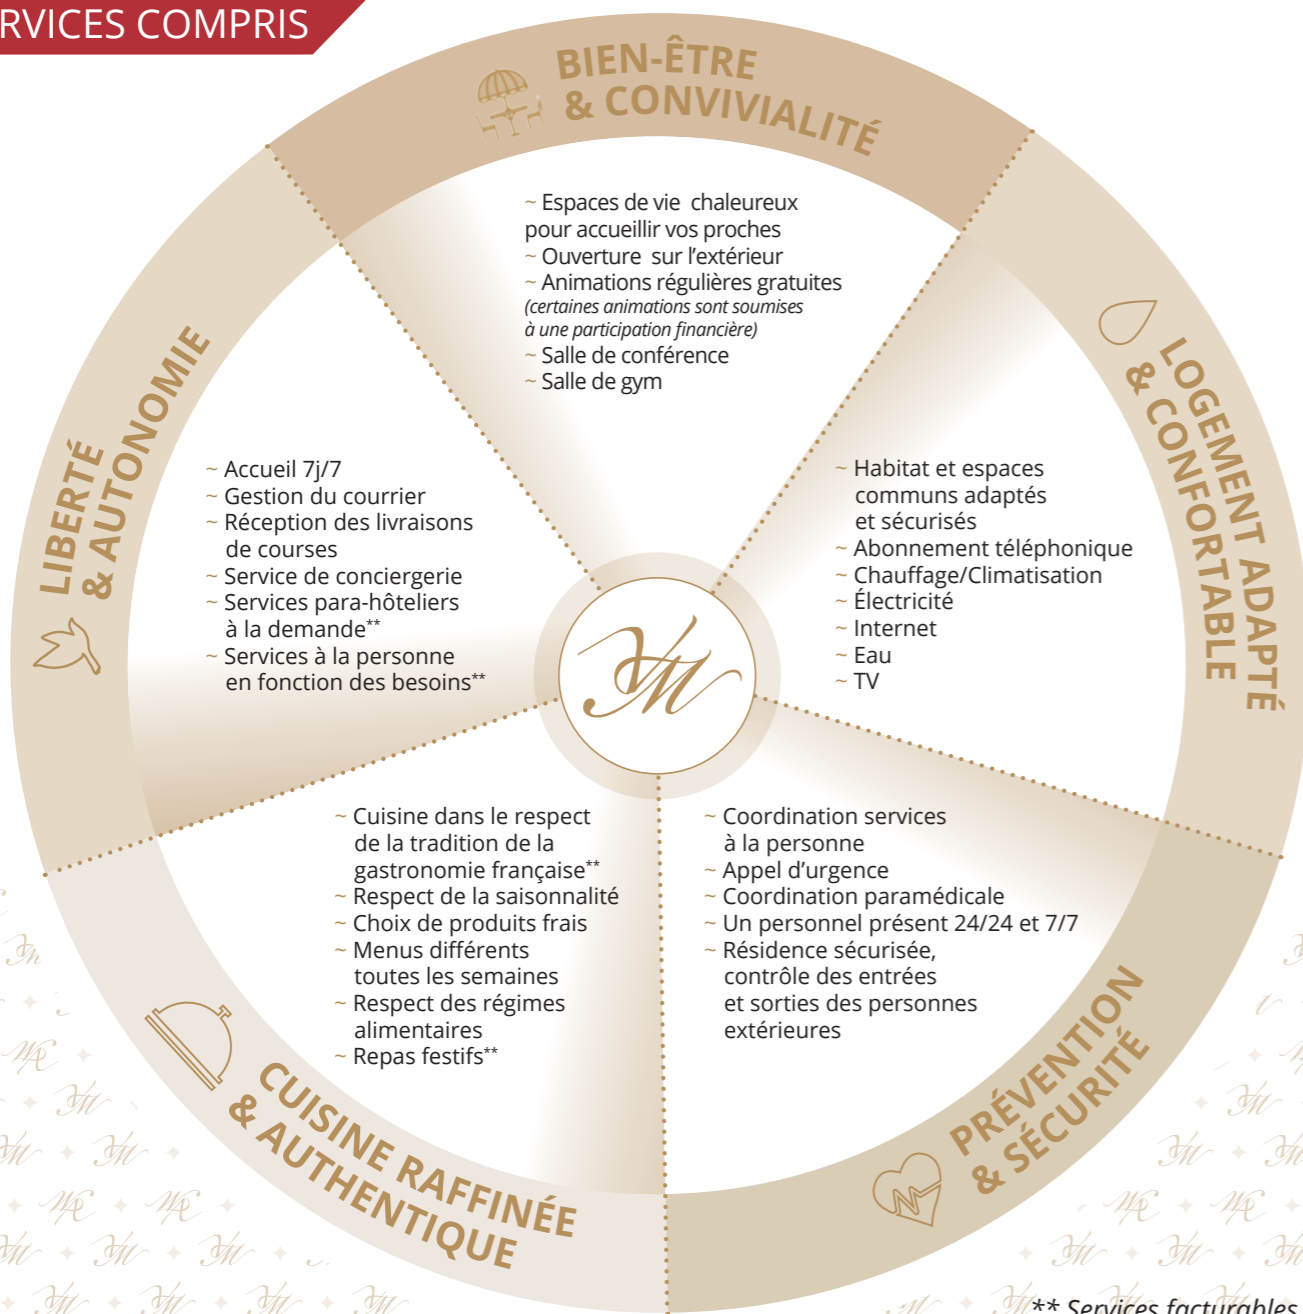 RVICES COMPRIS
BIEN-ÊTRE
& CONVIVIALITÉ
~ Espaces de vie chaleureux
pour accueillir vos proches
~ Ouverture sur l’extérieur
~ Animations régulières gratuites
(certaines animations sont soumises
à une participation financière)
~ Salle de conférence
~ Salle de gym
LIBERTÉ
& AUTONOMIE
~ Accueil 7j/7
~ Gestion du courrier
~ Réception des livraisons
de courses
~ Service de conciergerie
~ Services para-hôteliers
à la demande**
~ Services à la personne
en fonction des besoins**
LOGEMENT ADAPTÉ
& CONFORTABLE
~ Habitat et espaces
communs adaptés
et sécurisés
~ Abonnement téléphonique
~ Chauffage/Climatisation
~ Électricité
~ Internet
~ Eau
~ TV
~ Cuisine dans le respect
de la tradition de la
gastronomie française**
~ Respect de la saisonnalité
~ Choix de produits frais
~ Menus différents
toutes les semaines
~ Respect des régimes
alimentaires
~ Repas festifs**
CUISINE RAFFINÉE
& AUTHENTIQUE
~ Coordination services
à la personne
~ Appel d’urgence
~ Coordination paramédicale
~ Un personnel présent 24/24 et 7/7
~ Résidence sécurisée,
contrôle des entrées
et sorties des personnes
extérieures
PRÉVENTION
& SÉCURITÉ
** Services facturables